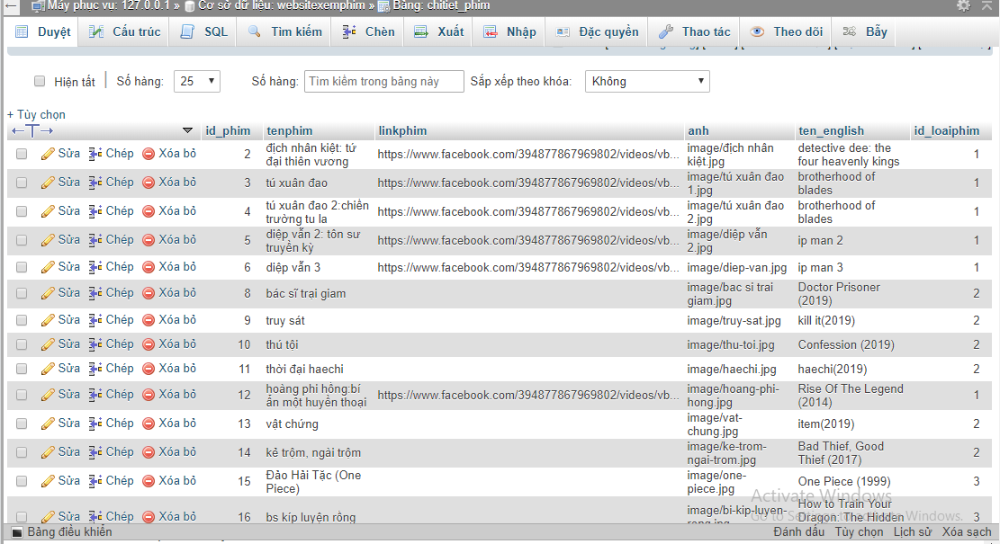 Máy phục vụ: 127.0.0.1 » Cơ sở dữ liệu: websitexemphim » Bảng: chitiet_phim
Duyệt Cấu trúc SQL Tìm kiếm Chèn Xuất Nhập Đặc quyền Thao tác Theo dõi Bẫy
Hiện tất Số hàng: 25 Số hàng: Tìm kiếm trong bảng này Sắp xếp theo khóa: Không
+ Tùy chọn
←T→ id_phim tenphim linkphim anh ten_english id_loaiphim
Sửa Chép Xóa bỏ 2 địch nhân kiệt: tứ đại thiên vương https://www.facebook.com/394877867969802/videos/vb... image/địch nhân kiệt.jpg detective dee: the four heavenly kings 1
Sửa Chép Xóa bỏ 3 tú xuân đao https://www.facebook.com/394877867969802/videos/vb... image/tú xuân đao 1.jpg brotherhood of blades 1
Sửa Chép Xóa bỏ 4 tú xuân đao 2:chiến trường tu la https://www.facebook.com/394877867969802/videos/vb... image/tú xuân đao 2.jpg brotherhood of blades 1
Sửa Chép Xóa bỏ 5 diệp vấn 2: tôn sư truyền kỳ https://www.facebook.com/394877867969802/videos/vb... image/diệp vấn 2.jpg ip man 2 1
Sửa Chép Xóa bỏ 6 diệp vấn 3 https://www.facebook.com/394877867969802/videos/vb... image/diep-van.jpg ip man 3 1
Sửa Chép Xóa bỏ 8 bác sĩ trại giam image/bac si trai giam.jpg Doctor Prisoner (2019) 2
Sửa Chép Xóa bỏ 9 truy sát image/truy-sat.jpg kill it(2019) 2
Sửa Chép Xóa bỏ 10 thú tội image/thu-toi.jpg Confession (2019) 2
Sửa Chép Xóa bỏ 11 thời đại haechi image/haechi.jpg haechi(2019) 2
Sửa Chép Xóa bỏ 12 hoàng phi hồng:bí ẩn một huyền thoại https://www.facebook.com/394877867969802/videos/vb... image/hoang-phi-hong.jpg Rise Of The Legend (2014) 1
Sửa Chép Xóa bỏ 13 vật chứng image/vat-chung.jpg item(2019) 2
Sửa Chép Xóa bỏ 14 kẻ trộm, ngài trộm image/ke-trom-ngai-trom.jpg Bad Thief, Good Thief (2017) 2
Sửa Chép Xóa bỏ 15 Đảo Hải Tặc (One Piece) image/one-piece.jpg One Piece (1999) 3
Sửa Chép Xóa bỏ 16 bs kíp luyện rồng image/bi-kip-luyen-rong.jpg How to Train Your Dragon: The Hidden 3
Activate Windows
Go to Settings to activate Windows.
Bảng điều khiển Đánh dấu Tùy chọn Lịch sử Xóa sạch